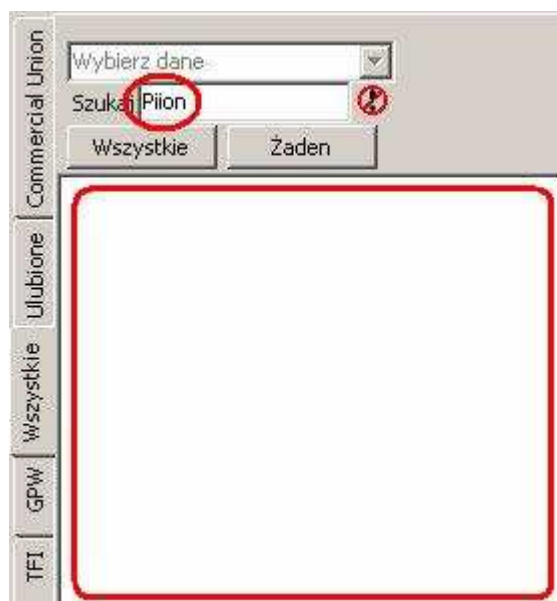 Wybierz dane
Szukaj Piion
Wszystkie Żaden
Commercial Union
Ulubione
Wszystkie
GPW
TFI